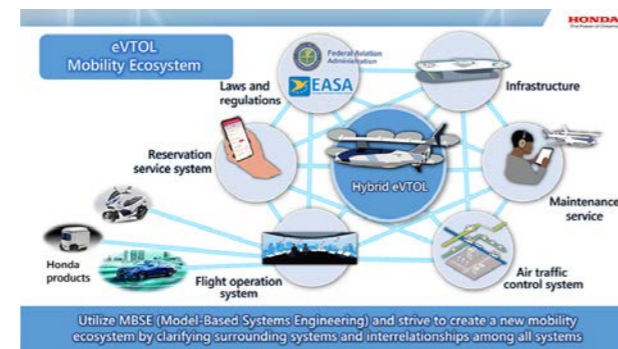 HONDA
The Power of Dreams
eVTOL
Mobility Ecosystem
Federal Aviation
Administration
EASA
Laws and
regulations
Infrastructure
Reservation
service system
Hybrid eVTOL
Maintenance
service
Honda
products
Flight operation
system
Air traffic
control system
Utilize MBSE (Model-Based Systems Engineering) and strive to create a new mobility
ecosystem by clarifying surrounding systems and interrelationships among all systems